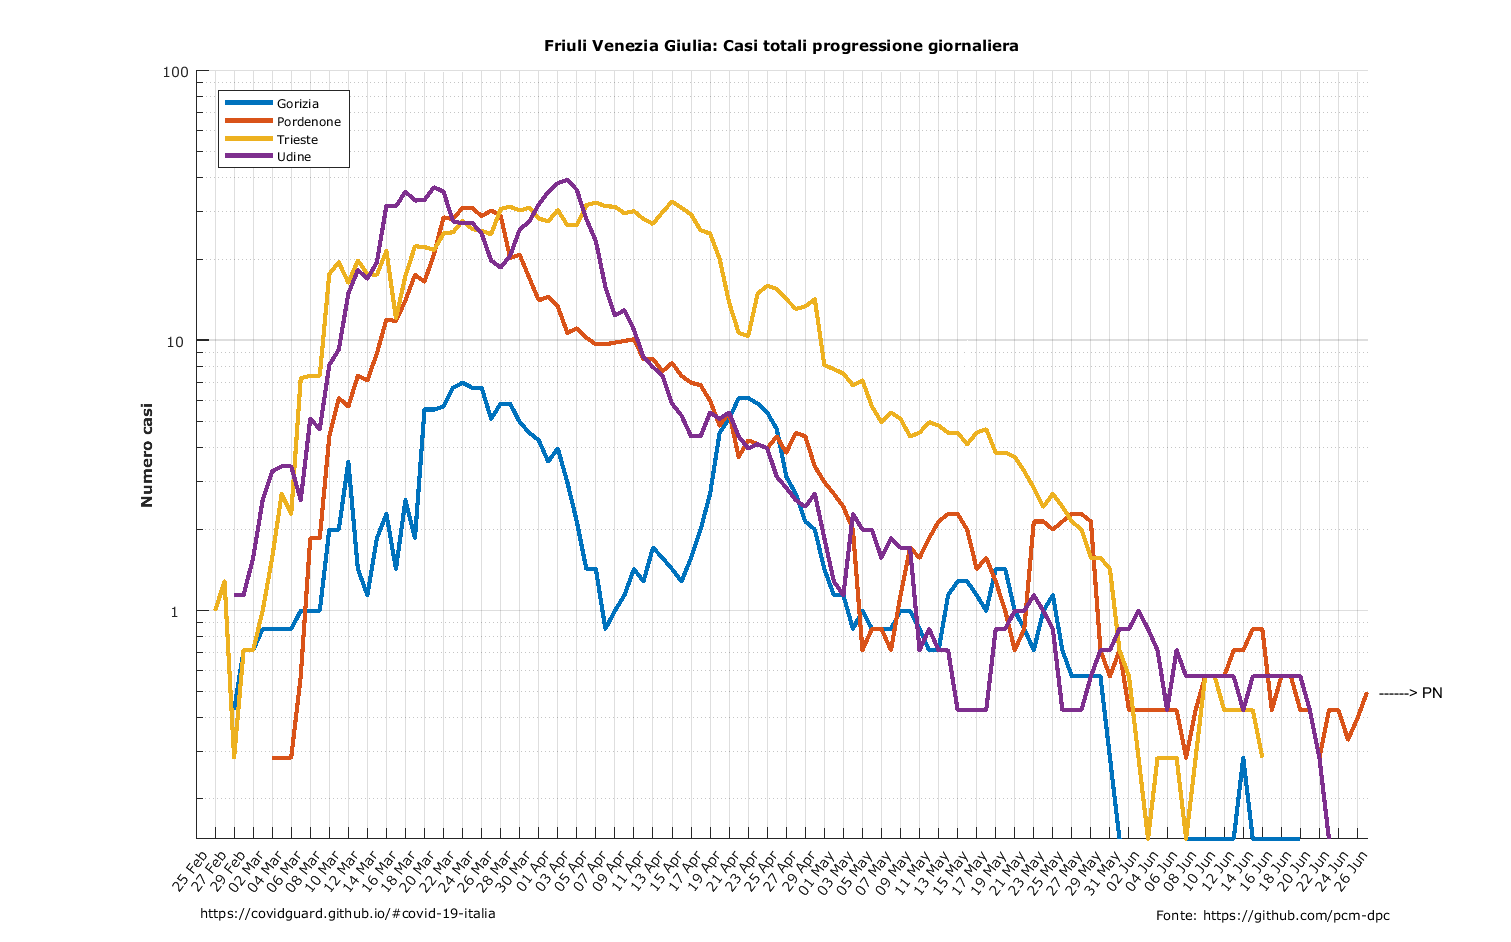 Friuli Venezia Giulia: Casi totali progressione giornaliera
100
10
1
Numero casi
Gorizia
Pordenone
Trieste
Udine
------> PN
25 Feb
27 Feb
29 Feb
02 Mar
04 Mar
06 Mar
08 Mar
10 Mar
12 Mar
14 Mar
16 Mar
18 Mar
20 Mar
22 Mar
24 Mar
26 Mar
28 Mar
30 Mar
01 Apr
03 Apr
05 Apr
07 Apr
09 Apr
11 Apr
13 Apr
15 Apr
17 Apr
19 Apr
21 Apr
23 Apr
25 Apr
27 Apr
29 Apr
01 May
03 May
05 May
07 May
09 May
11 May
13 May
15 May
17 May
19 May
21 May
23 May
25 May
27 May
29 May
31 May
02 Jun
04 Jun
06 Jun
08 Jun
10 Jun
12 Jun
14 Jun
16 Jun
18 Jun
20 Jun
22 Jun
24 Jun
26 Jun
https://covidguard.github.io/#covid-19-italia
Fonte: https://github.com/pcm-dpc